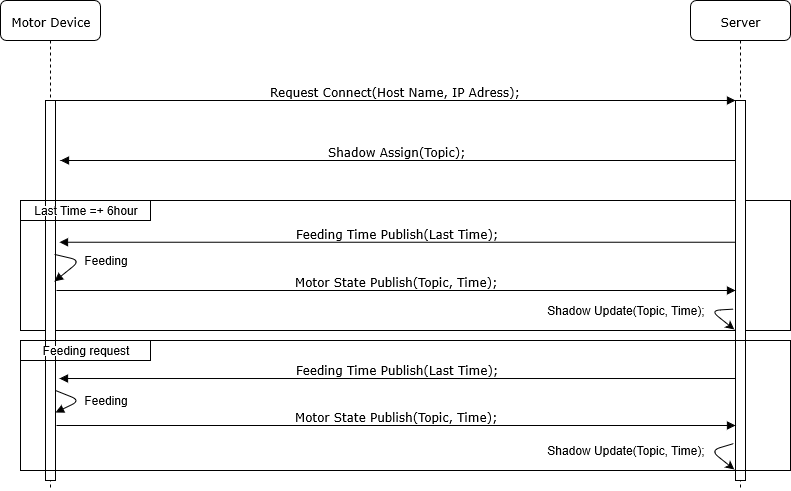 Motor Device
Server
Request Connect(Host Name, IP Adress);
Shadow Assign(Topic);
Last Time =+ 6hour
Feeding Time Publish(Last Time);
Feeding
Motor State Publish(Topic, Time);
Shadow Update(Topic, Time);
Feeding request
Feeding Time Publish(Last Time);
Feeding
Motor State Publish(Topic, Time);
Shadow Update(Topic, Time);